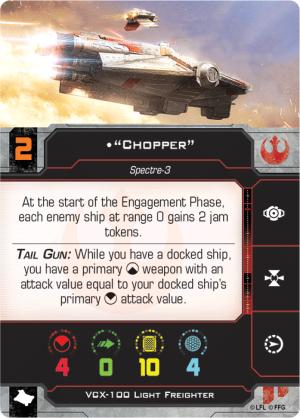 •“Chopper”
2
Spectre-3
At the start of the Engagement Phase,
each enemy ship at range 0 gains 2 jam
tokens.
Tail Gun: While you have a docked ship,
you have a primary weapon with an
attack value equal to your docked ship's
primary attack value.
4 0 10 4
VCX-100 Light Freighter
©LFL ©FFG